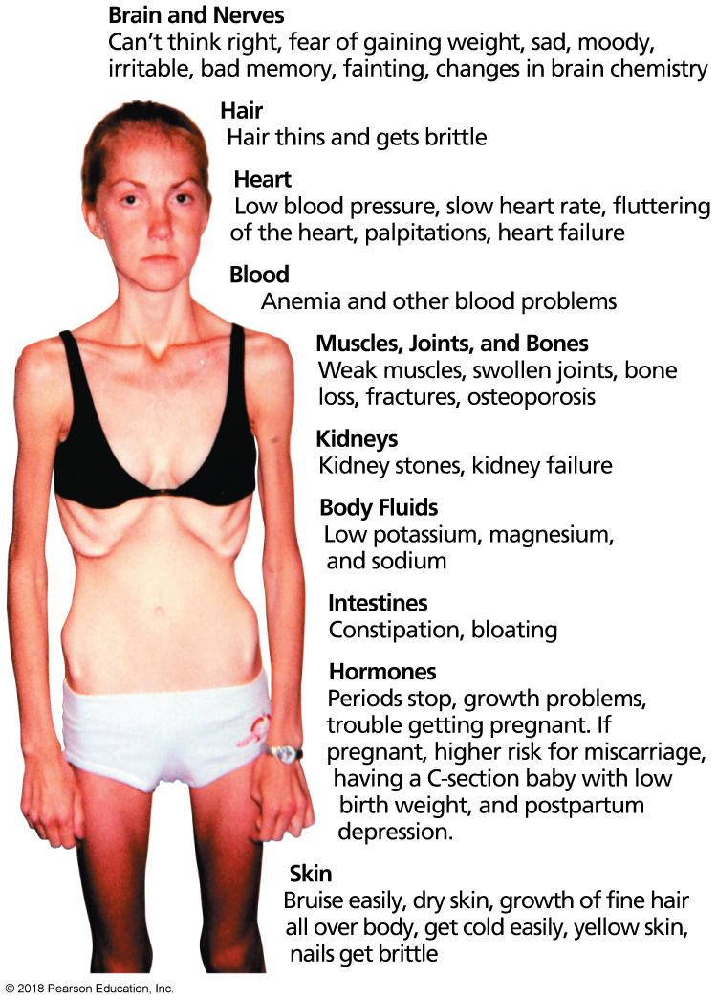 Brain and Nerves
Can’t think right, fear of gaining weight, sad, moody,
irritable, bad memory, fainting, changes in brain chemistry
Hair
Hair thins and gets brittle
Heart
Low blood pressure, slow heart rate, fluttering
of the heart, palpitations, heart failure
Blood
Anemia and other blood problems
Muscles, Joints, and Bones
Weak muscles, swollen joints, bone
loss, fractures, osteoporosis
Kidneys
Kidney stones, kidney failure
Body Fluids
Low potassium, magnesium,
and sodium
Intestines
Constipation, bloating
Hormones
Periods stop, growth problems,
trouble getting pregnant. If
pregnant, higher risk for miscarriage,
having a C-section baby with low
birth weight, and postpartum
depression.
Skin
Bruise easily, dry skin, growth of fine hair
all over body, get cold easily, yellow skin,
nails get brittle
© 2018 Pearson Education, Inc.